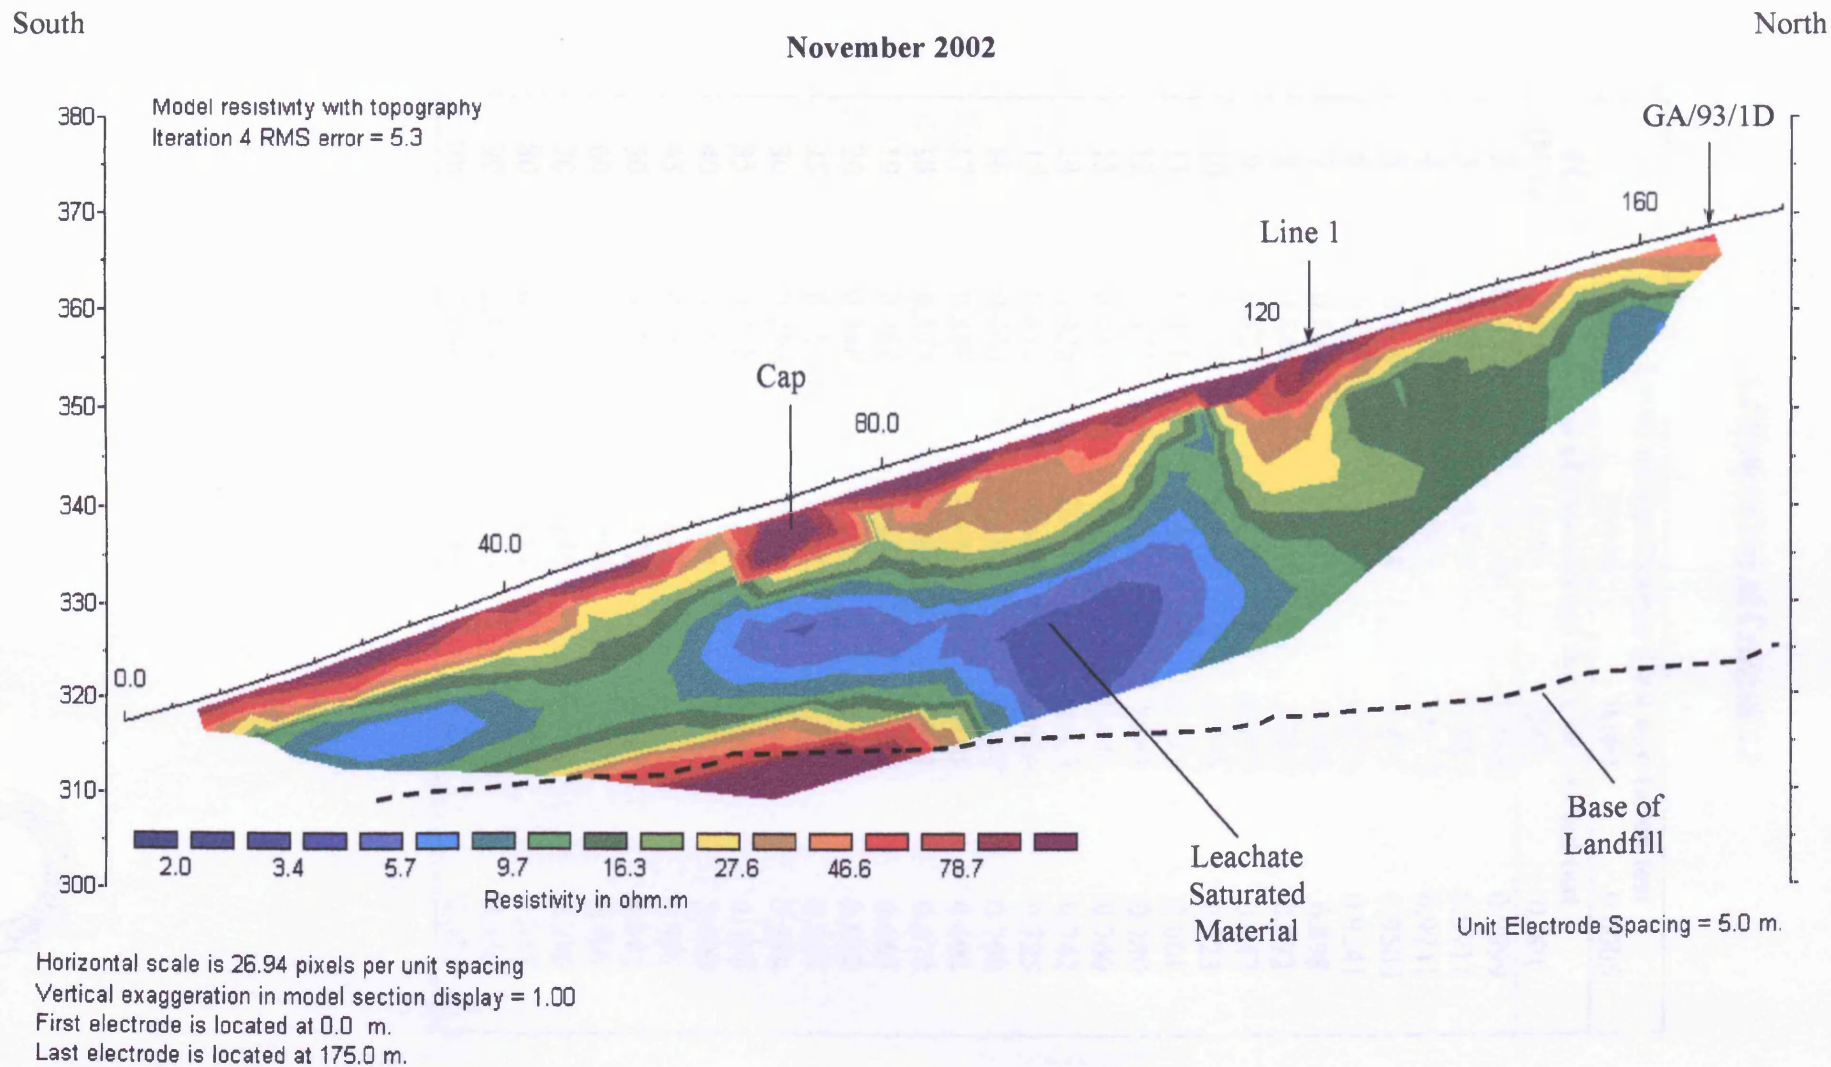 South
North
November 2002
Model resistivity with topography
Iteration 4 RMS error = 5.3
GA/93/1D
380
370
360
350
340
330
320
310
300
160
Line 1
120
Cap
80.0
40.0
0.0
2.0 3.4 5.7 9.7 16.3 27.6 46.6 78.7
Resistivity in ohm.m
Leachate
Saturated
Material
Base of
Landfill
Unit Electrode Spacing = 5.0 m.
Horizontal scale is 26.94 pixels per unit spacing
Vertical exaggeration in model section display = 1.00
First electrode is located at 0.0 m.
Last electrode is located at 175.0 m.